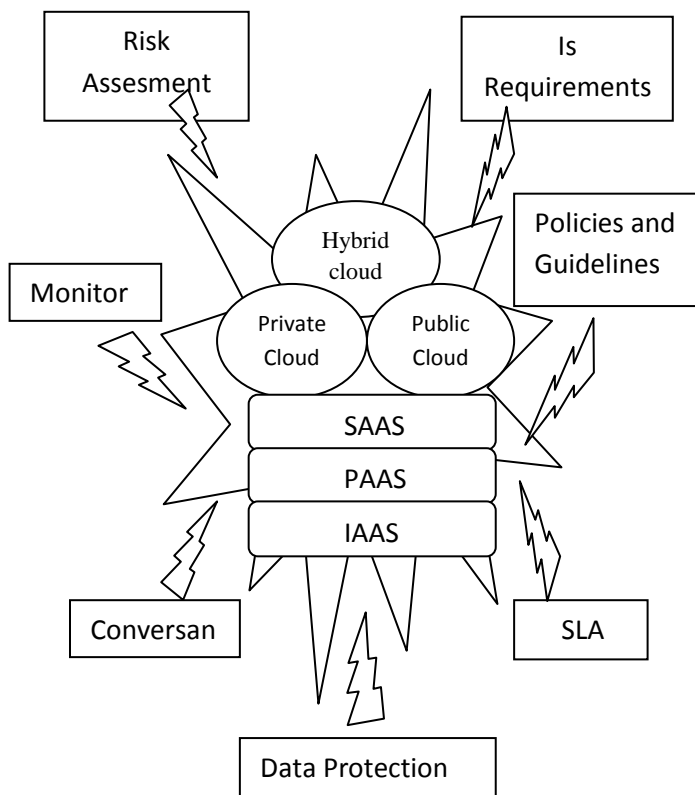 Risk
Assesment
Is
Requirements
Hybrid
cloud
Policies and
Guidelines
Monitor
Private
Cloud
Public
Cloud
SAAS
PAAS
IAAS
Conversan
SLA
Data Protection